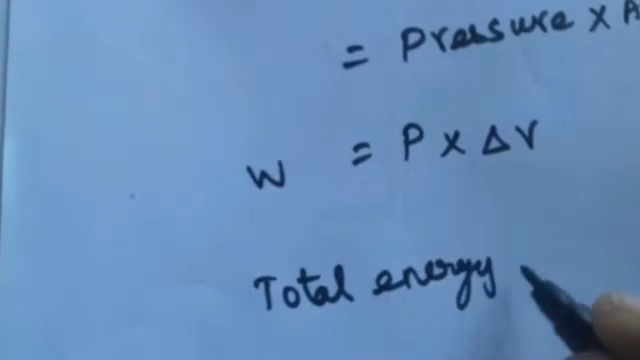 = Pressure x A
W = P x ΔV
Total energy